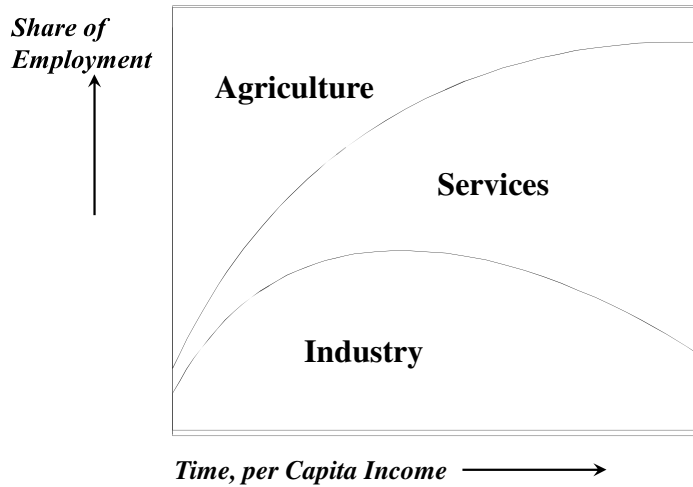 Share of
Employment
Agriculture
Services
Industry
Time, per Capita Income